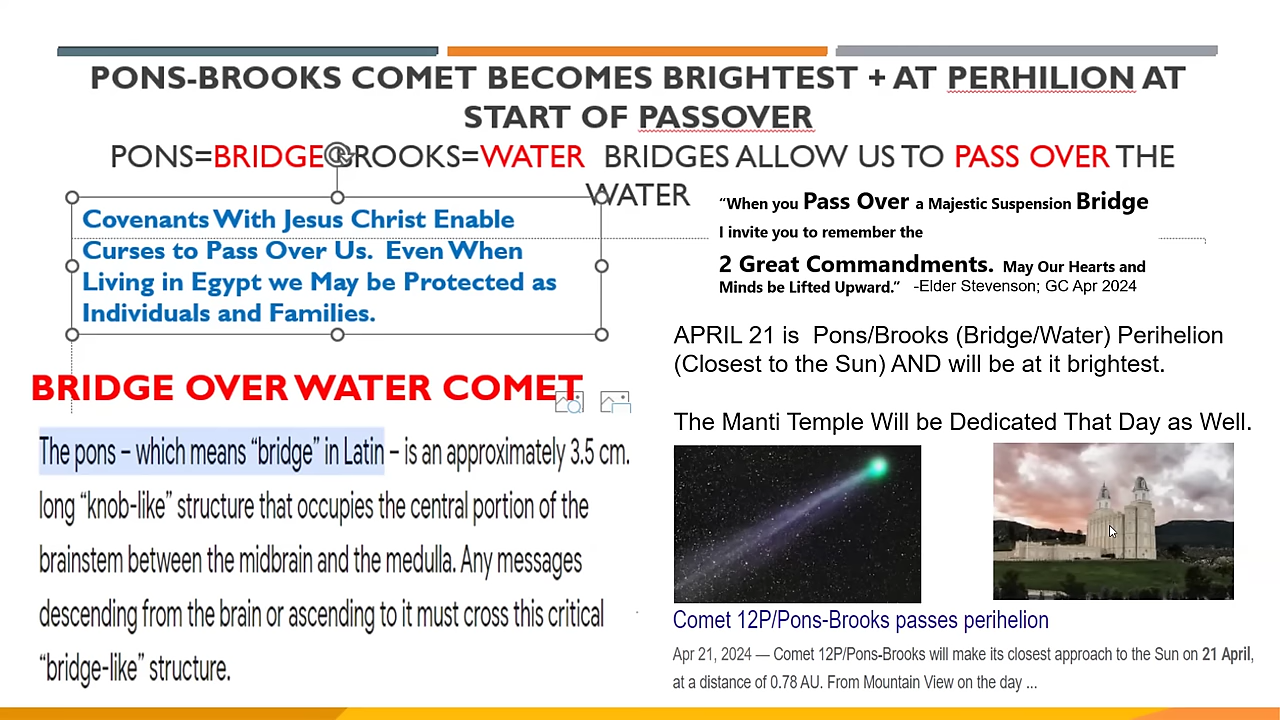 PONS-BROOKS COMET BECOMES BRIGHTEST + AT PERHILION AT
START OF PASSOVER
PONS=BRIDGE ROOKS=WATER BRIDGES ALLOW US TO PASS OVER THE
WATER
Covenants With Jesus Christ Enable
Curses to Pass Over Us. Even When
Living in Egypt we May be Protected as
Individuals and Families.
BRIDGE OVER WATER COMET
The pons – which means “bridge” in Latin – is an approximately 3.5 cm.
long “knob-like” structure that occupies the central portion of the
brainstem between the midbrain and the medulla. Any messages
descending from the brain or ascending to it must cross this critical
“bridge-like” structure.
“When you Pass Over a Majestic Suspension Bridge
I invite you to remember the
2 Great Commandments. May Our Hearts and
Minds be Lifted Upward.” -Elder Stevenson; GC Apr 2024
APRIL 21 is Pons/Brooks (Bridge/Water) Perihelion
(Closest to the Sun) AND will be at it brightest.
The Manti Temple Will be Dedicated That Day as Well.
Comet 12P/Pons-Brooks passes perihelion
Apr 21, 2024 — Comet 12P/Pons-Brooks will make its closest approach to the Sun on 21 April,
at a distance of 0.78 AU. From Mountain View on the day ...